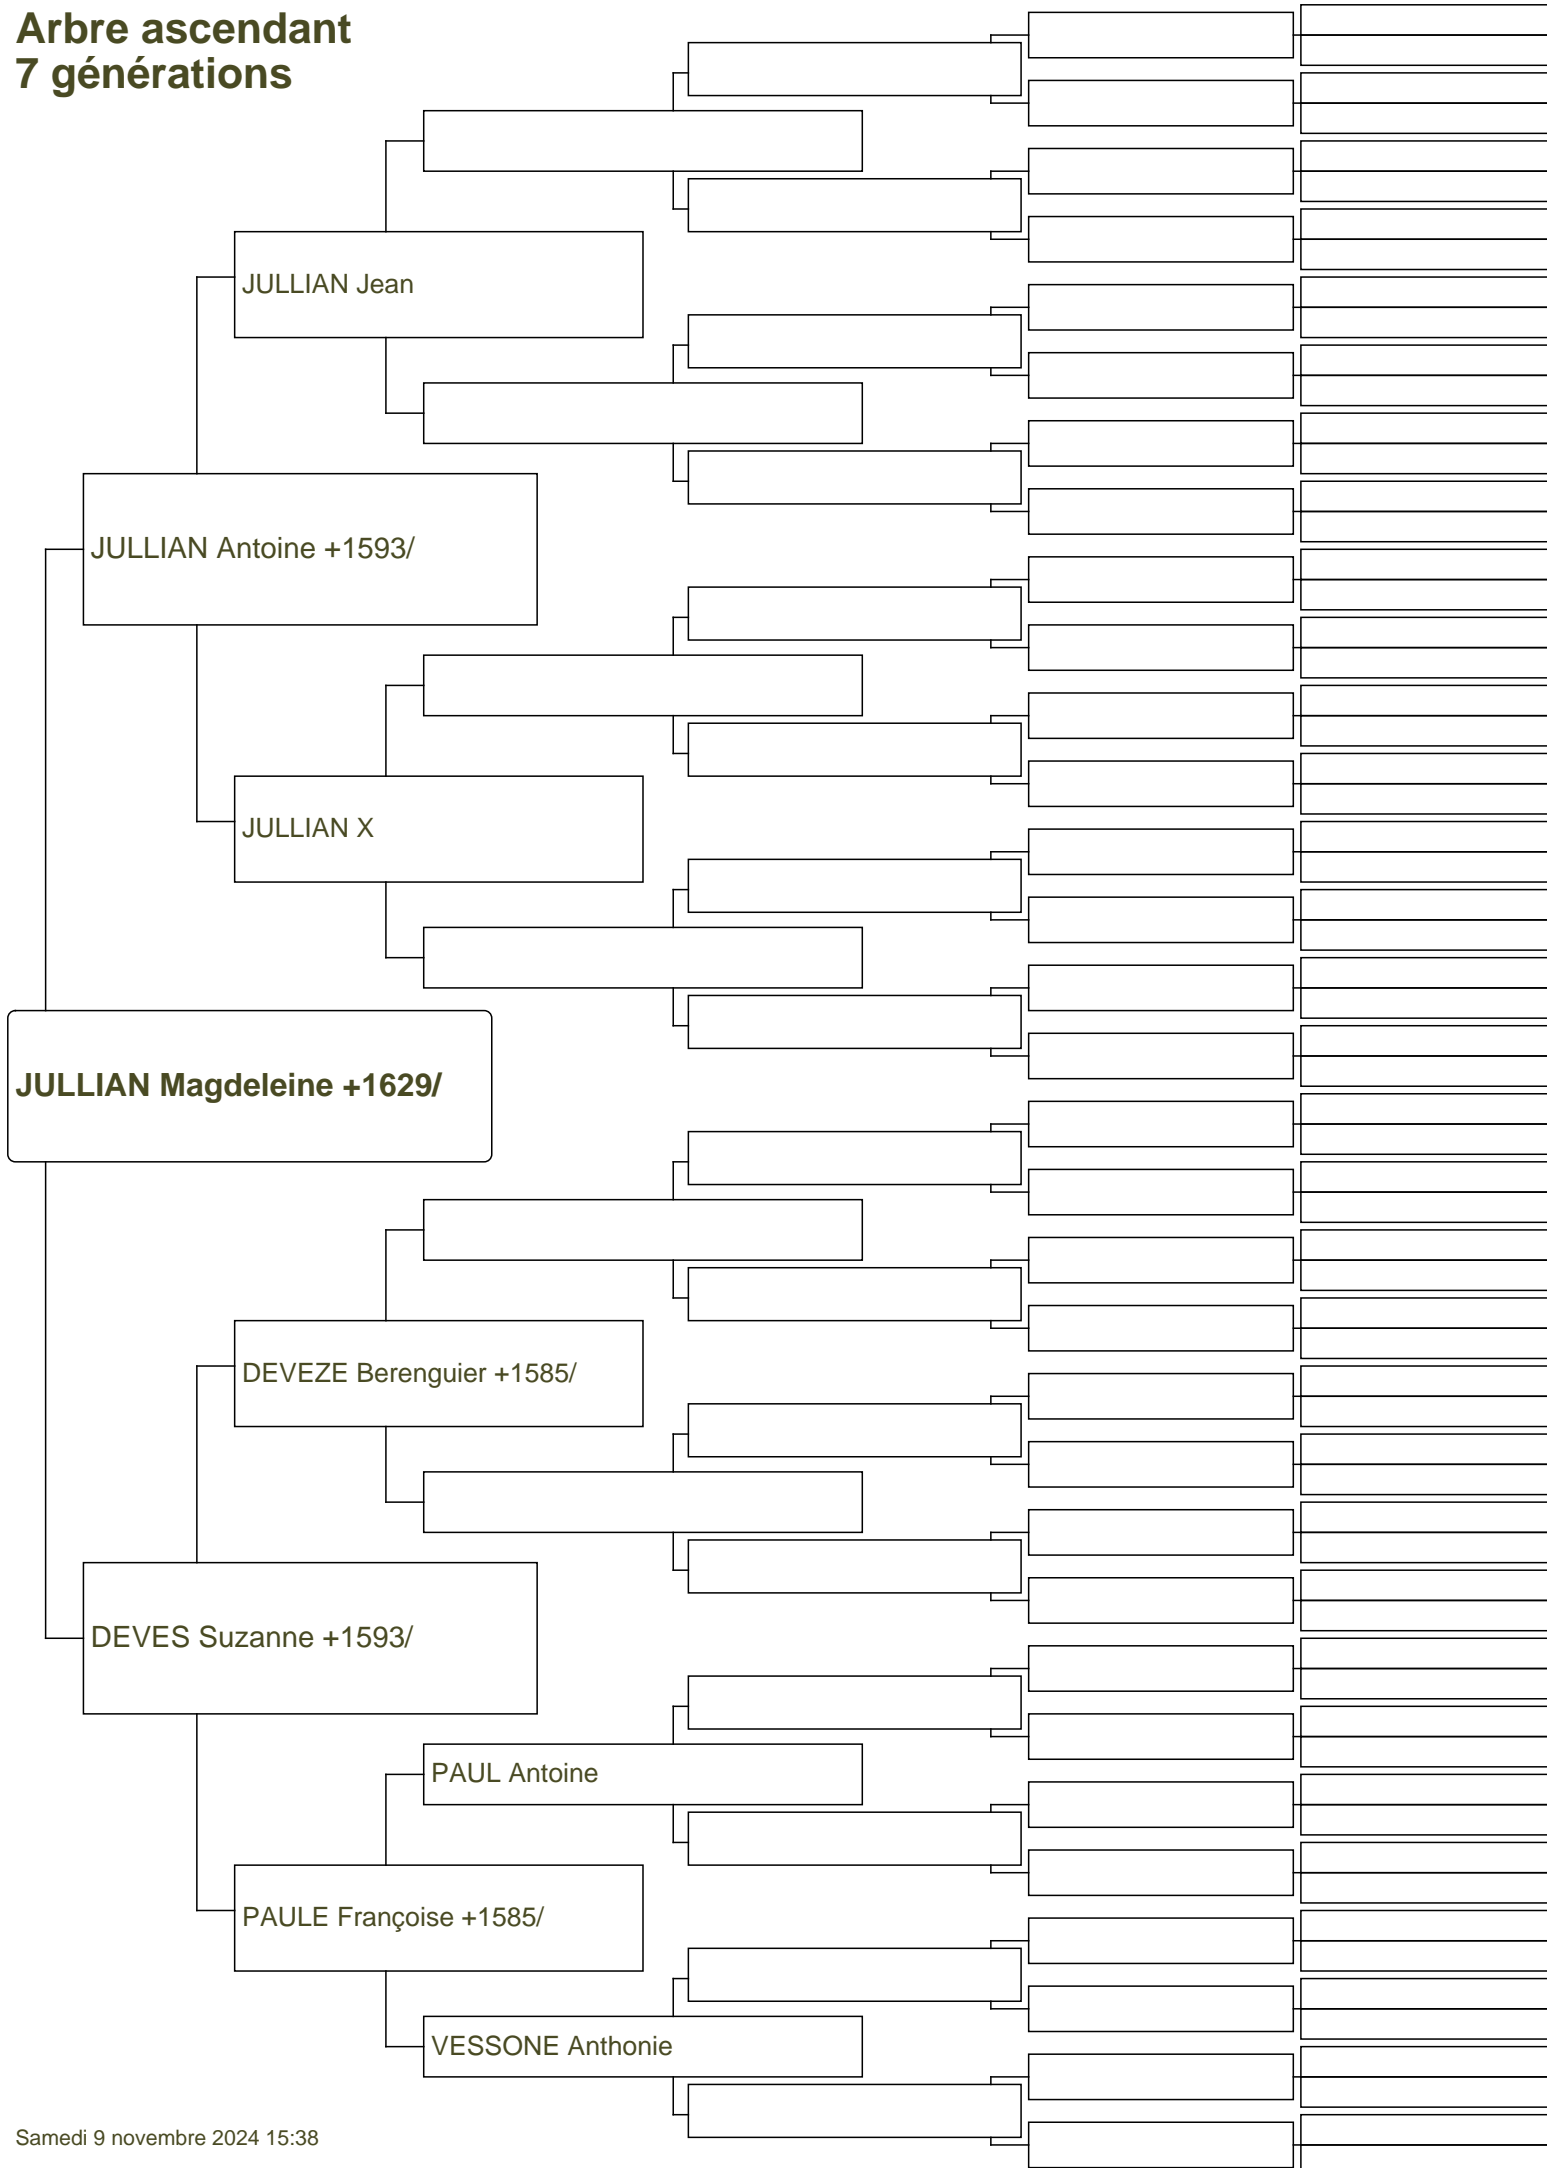 Arbre ascendant
7 générations
JULLIAN Jean
JULLIAN Antoine +1593/
JULLIAN X
JULLIAN Magdeleine +1629/
DEVEZE Berenguier +1585/
DEVES Suzanne +1593/
PAUL Antoine
PAULE Françoise +1585/
VESSONE Anthonie
Samedi 9 novembre 2024 15:38